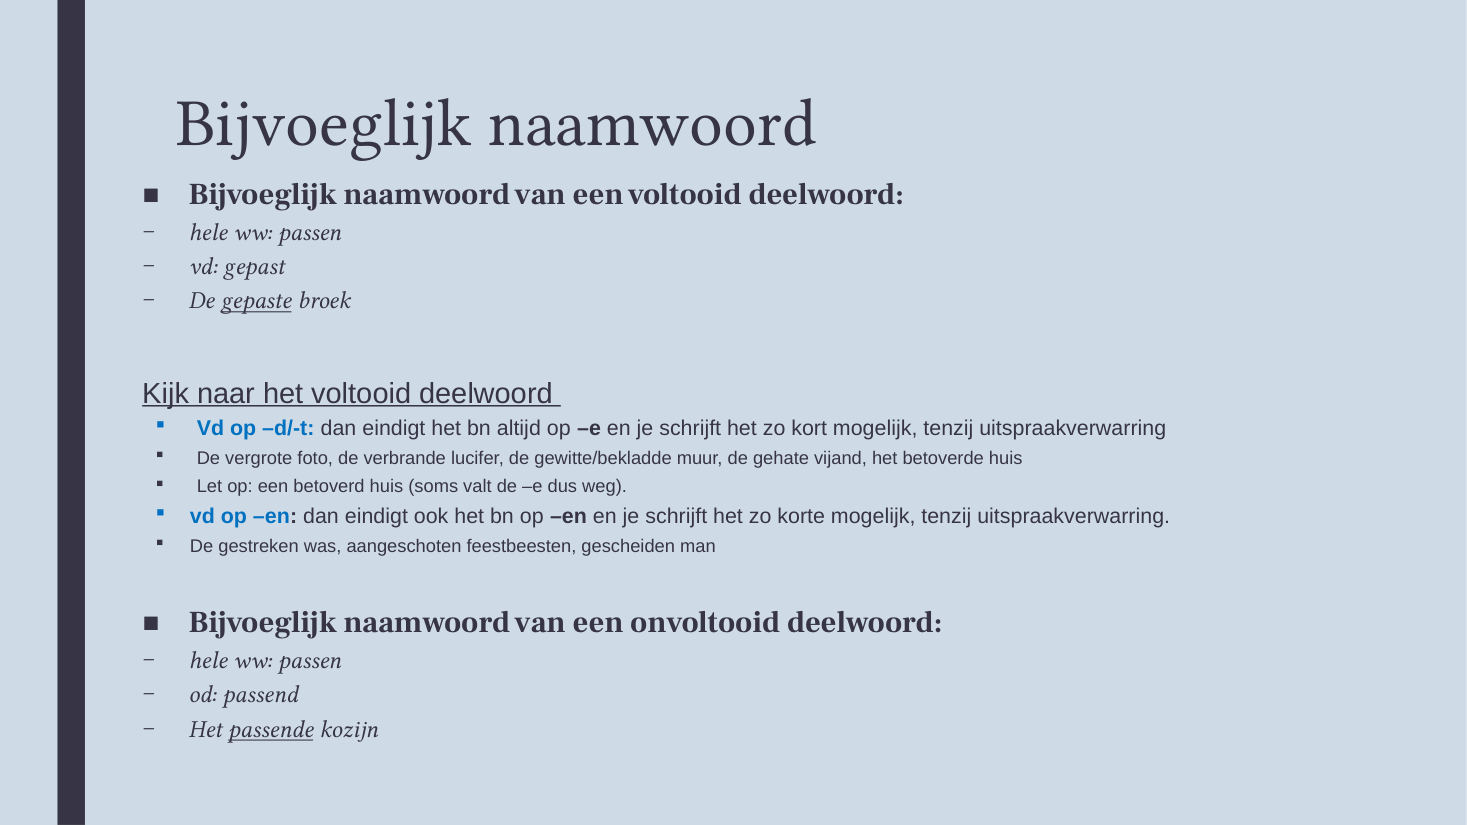 Bijvoeglijk naamwoord
▪ Bijvoeglijk naamwoord van een voltooid deelwoord:
– hele ww: passen
– vd: gepast
– De gepaste broek
Kijk naar het voltooid deelwoord
▪ Vd op –d/-t: dan eindigt het bn altijd op –e en je schrijft het zo kort mogelijk, tenzij uitspraakverwarring
▪ De vergrote foto, de verbrande lucifer, de gewitte/bekladde muur, de gehate vijand, het betoverde huis
▪ Let op: een betoverd huis (soms valt de –e dus weg).
▪ vd op –en: dan eindigt ook het bn op –en en je schrijft het zo korte mogelijk, tenzij uitspraakverwarring.
▪ De gestreken was, aangeschoten feestbeesten, gescheiden man
▪ Bijvoeglijk naamwoord van een onvoltooid deelwoord:
– hele ww: passen
– od: passend
– Het passende kozijn